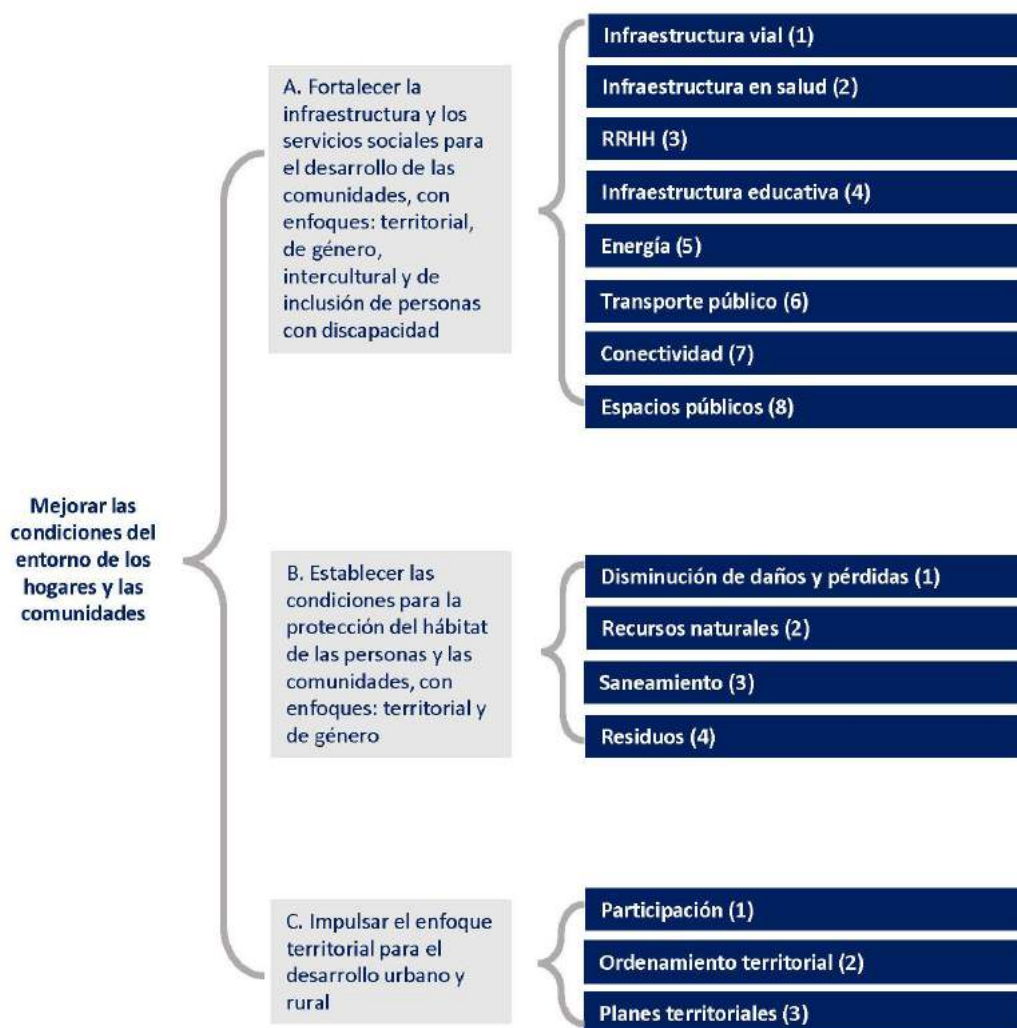 Mejorar las
condiciones del
entorno de los
hogares y las
comunidades
A. Fortalecer la
infraestructura y los
servicios sociales para
el desarrollo de las
comunidades, con
enfoques: territorial,
de género,
intercultural y de
inclusión de personas
con discapacidad
Infraestructura vial (1)
Infraestructura en salud (2)
RRHH (3)
Infraestructura educativa (4)
Energía (5)
Transporte público (6)
Conectividad (7)
Espacios públicos (8)
B. Establecer las
condiciones para la
protección del hábitat
de las personas y las
comunidades, con
enfoques: territorial y
de género
Disminución de daños y pérdidas (1)
Recursos naturales (2)
Saneamiento (3)
Residuos (4)
C. Impulsar el enfoque
territorial para el
desarrollo urbano y
rural
Participación (1)
Ordenamiento territorial (2)
Planes territoriales (3)